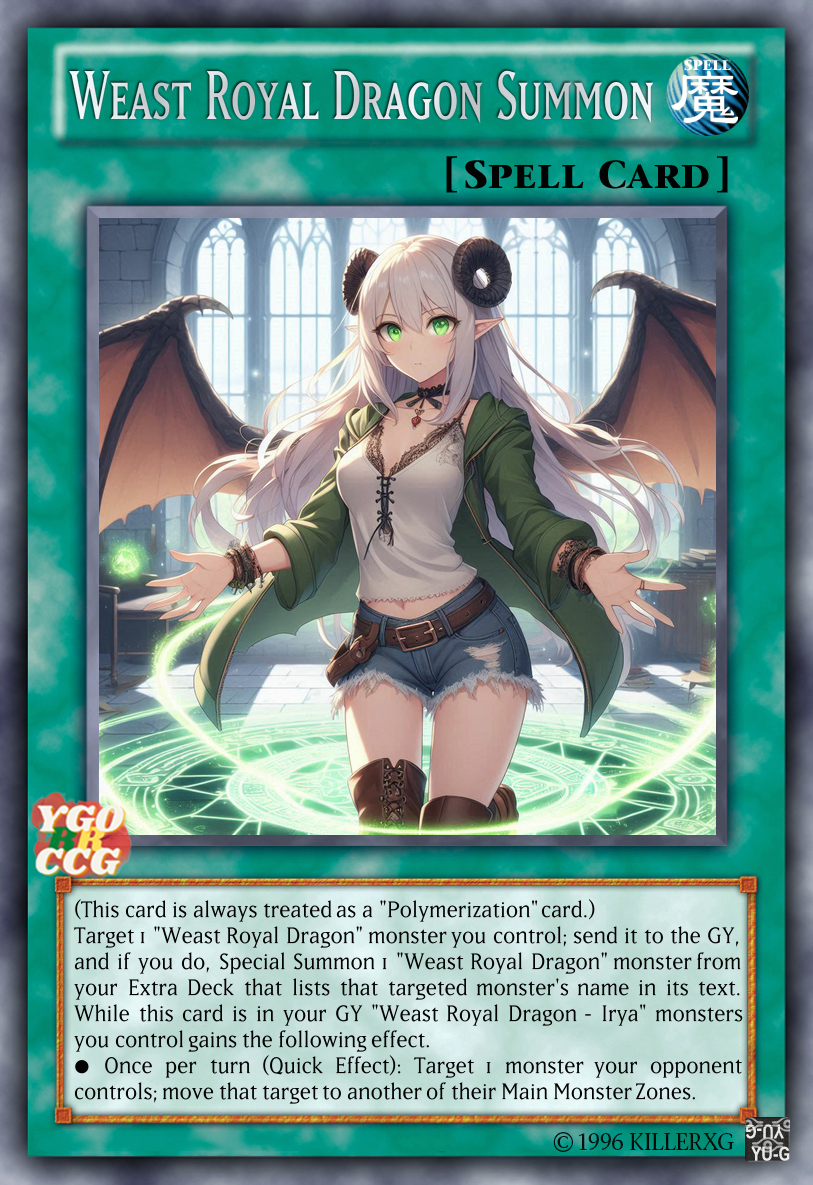 WEAST ROYAL DRAGON SUMMON
SPELL
魔
[SPELL CARD]
YGO
BR
CCG
(This card is always treated as a "Polymerization" card.)
Target 1 "Weast Royal Dragon" monster you control; send it to the GY,
and if you do, Special Summon 1 "Weast Royal Dragon" monster from
your Extra Deck that lists that targeted monster's name in its text.
While this card is in your GY "Weast Royal Dragon - Irya" monsters
you control gains the following effect.
● Once per turn (Quick Effect): Target 1 monster your opponent
controls; move that target to another of their Main Monster Zones.
© 1996 KILLERXG
YU-G